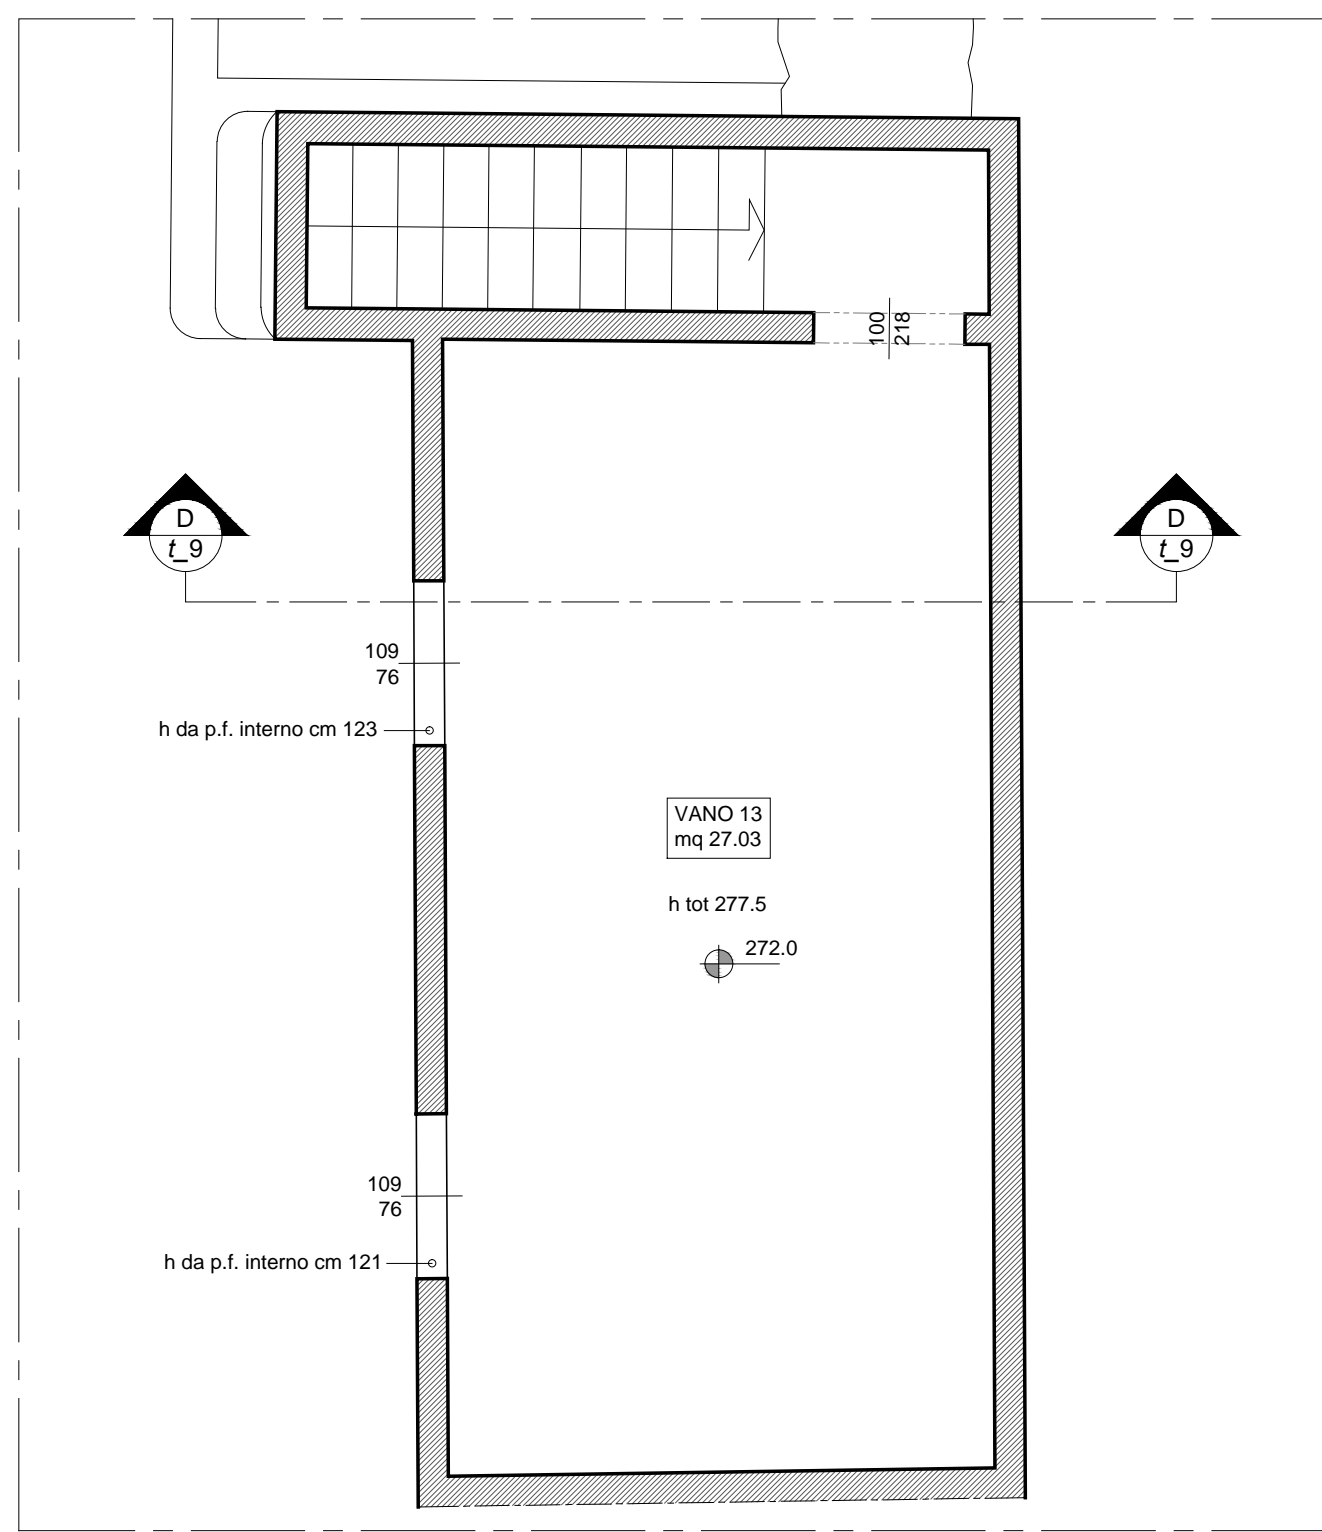 100
218
D
t_9
D
t_9
109
76
h da p.f. interno cm 123
VANO 13
mq 27.03
h tot 277.5
272.0
109
76
h da p.f. interno cm 121